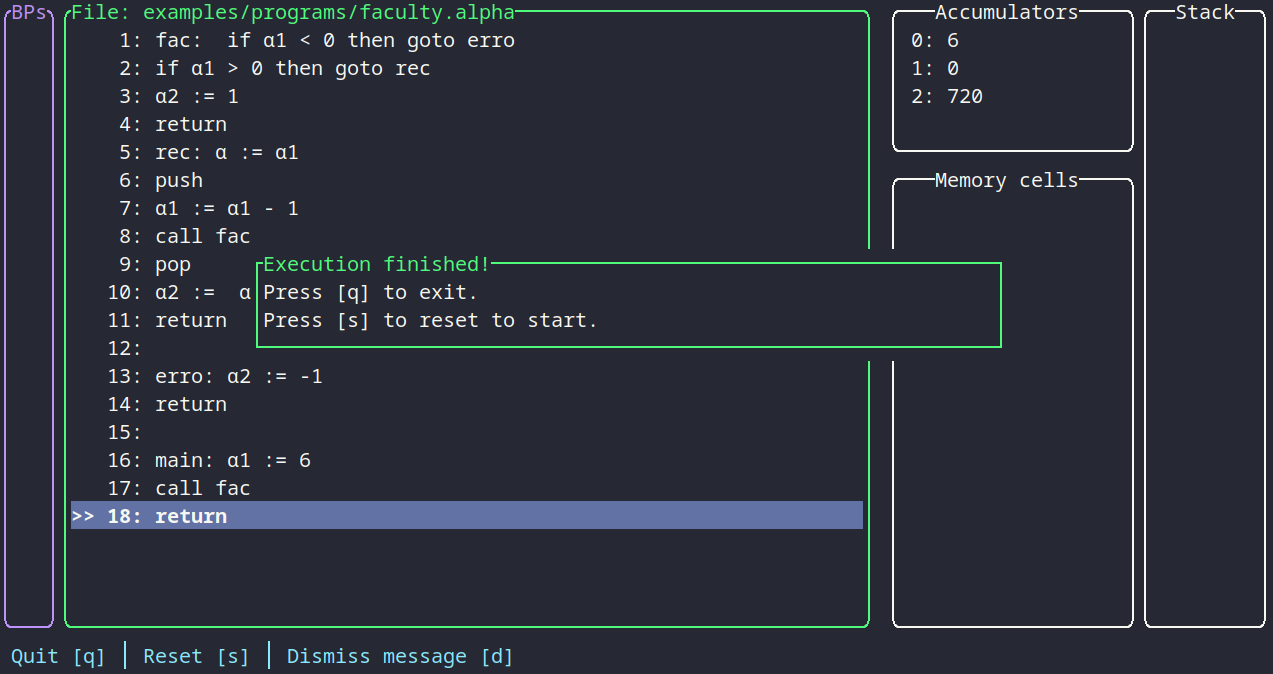 BPs
File: examples/programs/faculty.alpha
1: fac:  if α1 < 0 then goto erro
2: if α1 > 0 then goto rec
3: α2 := 1
4: return
5: rec: α := α1
6: push
7: α1 := α1 - 1
8: call fac
9: pop
10: α2 :=  α
11: return
12:
13: erro: α2 := -1
14: return
15:
16: main: α1 := 6
17: call fac
>> 18: return
Execution finished!
Press [q] to exit.
Press [s] to reset to start.
Accumulators
0: 6
1: 0
2: 720
Memory cells
Stack
Quit [q] │ Reset [s] │ Dismiss message [d]